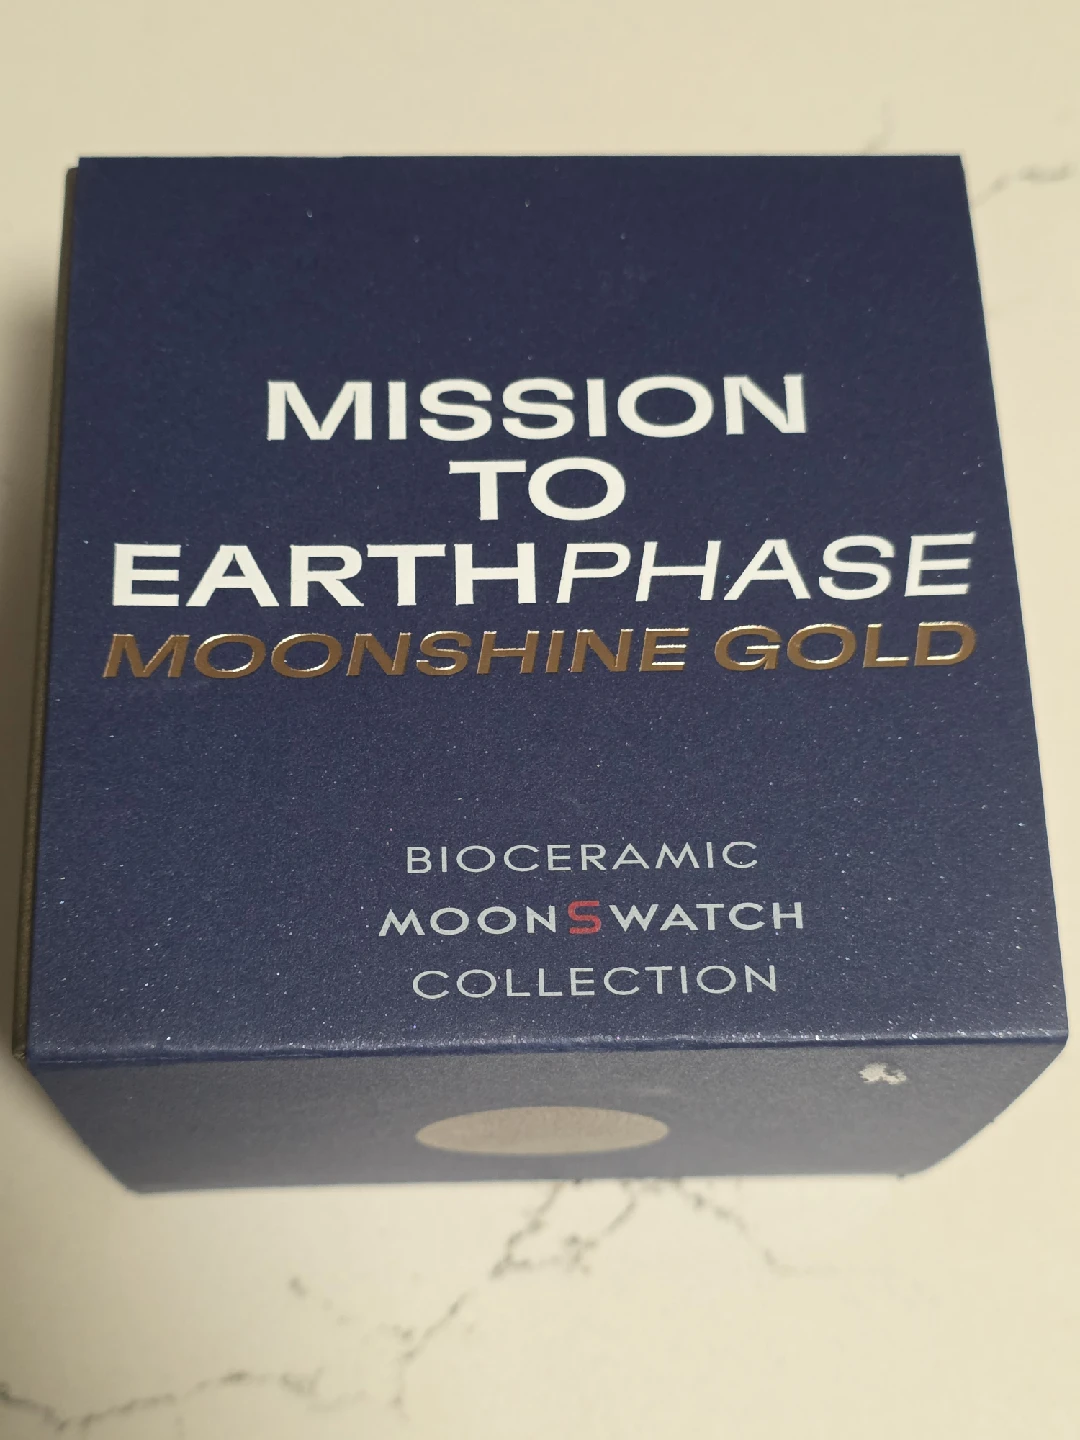 MISSION
TO
EARTHPHASE
MOONSHINE GOLD
BIOCERAMIC
MOONSWATCH
COLLECTION